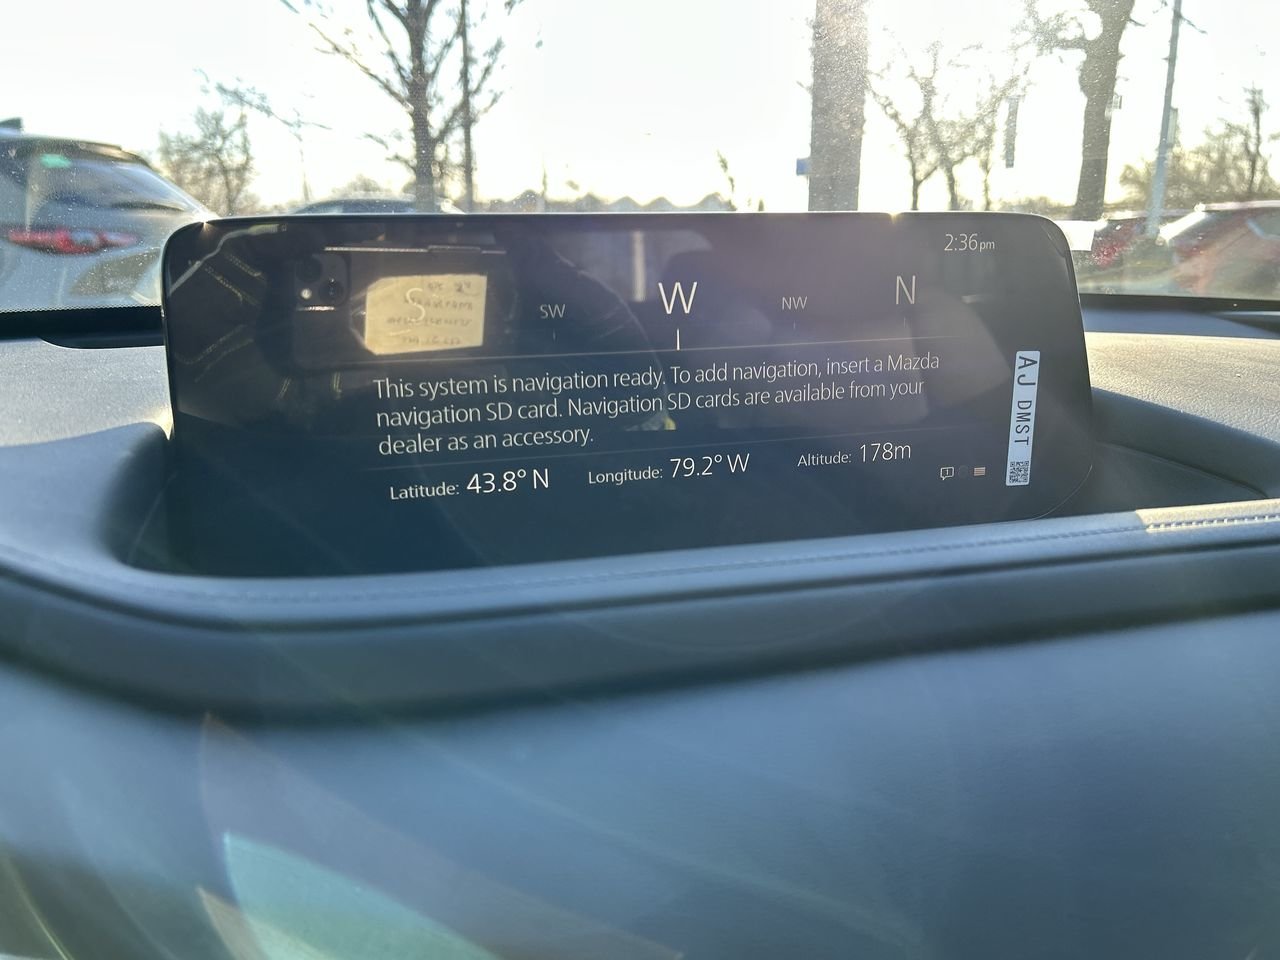 2:36pm
S SW W NW N
This system is navigation ready. To add navigation, insert a Mazda
navigation SD card. Navigation SD cards are available from your
dealer as an accessory.
Latitude: 43.8° N Longitude: 79.2° W Altitude: 178m
1
AJ DMST